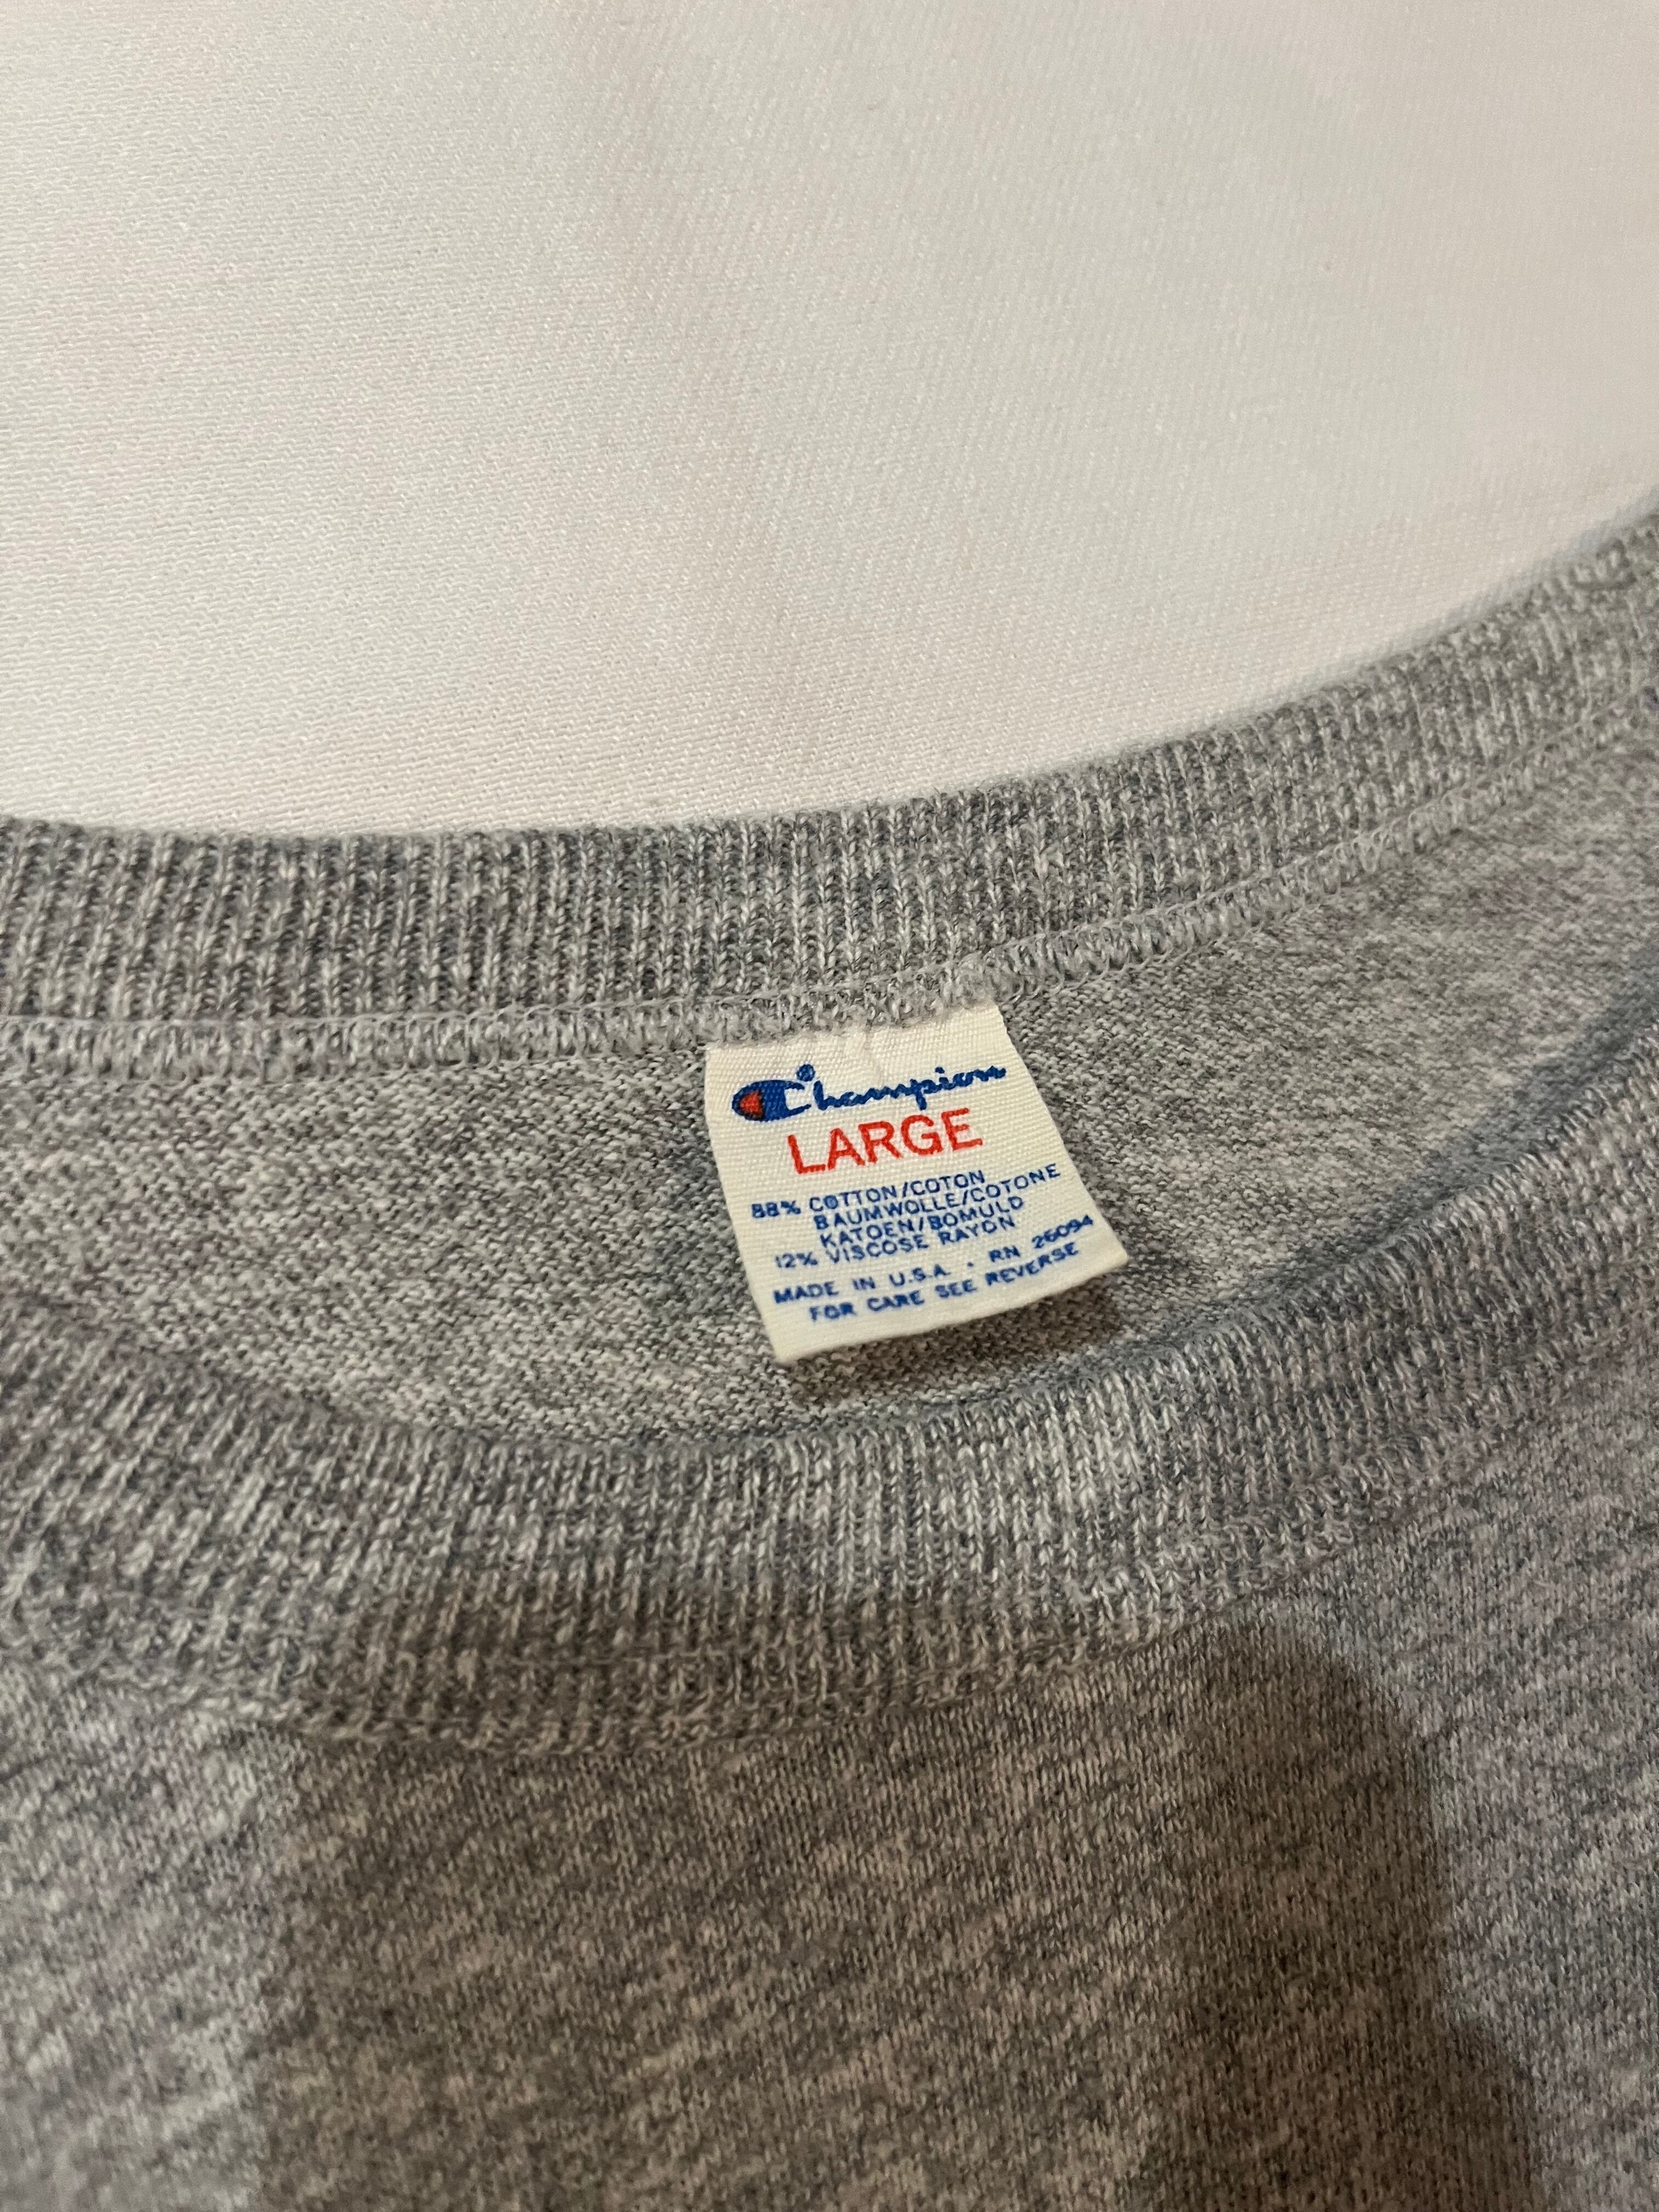 Champion
LARGE
88% COTTON/COTON
BAUMWOLLE/COTONE
KATOEN/BOMULD
12% VISCOSE RAYON
MADE IN U.S.A. • RN 26094
FOR CARE SEE REVERSE